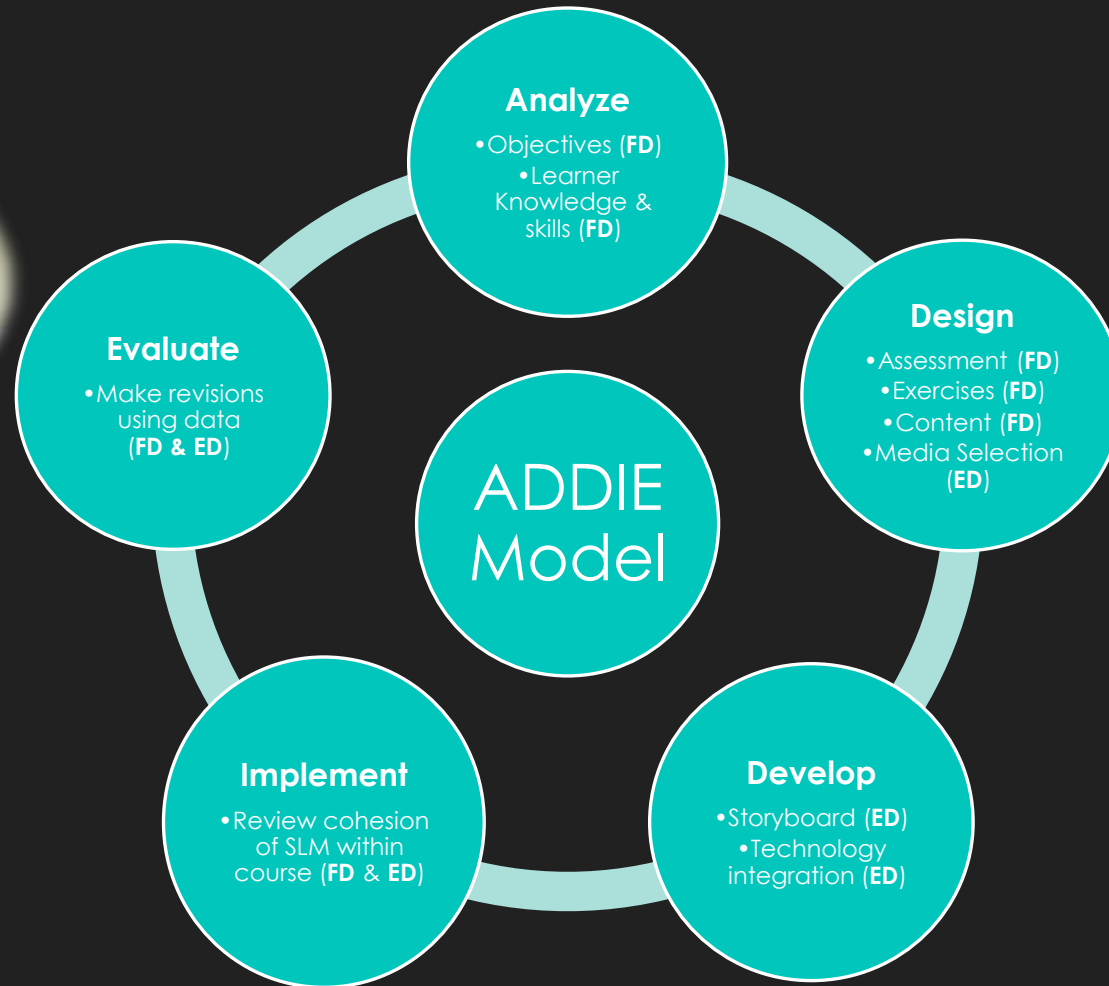 Analyze
•Objectives (FD)
•Learner
Knowledge &
skills (FD)
Design
•Assessment (FD)
•Exercises (FD)
•Content (FD)
•Media Selection
(ED)
Develop
•Storyboard (ED)
•Technology
integration (ED)
Implement
•Review cohesion
of SLM within
course (FD & ED)
Evaluate
•Make revisions
using data
(FD & ED)
ADDIE
Model